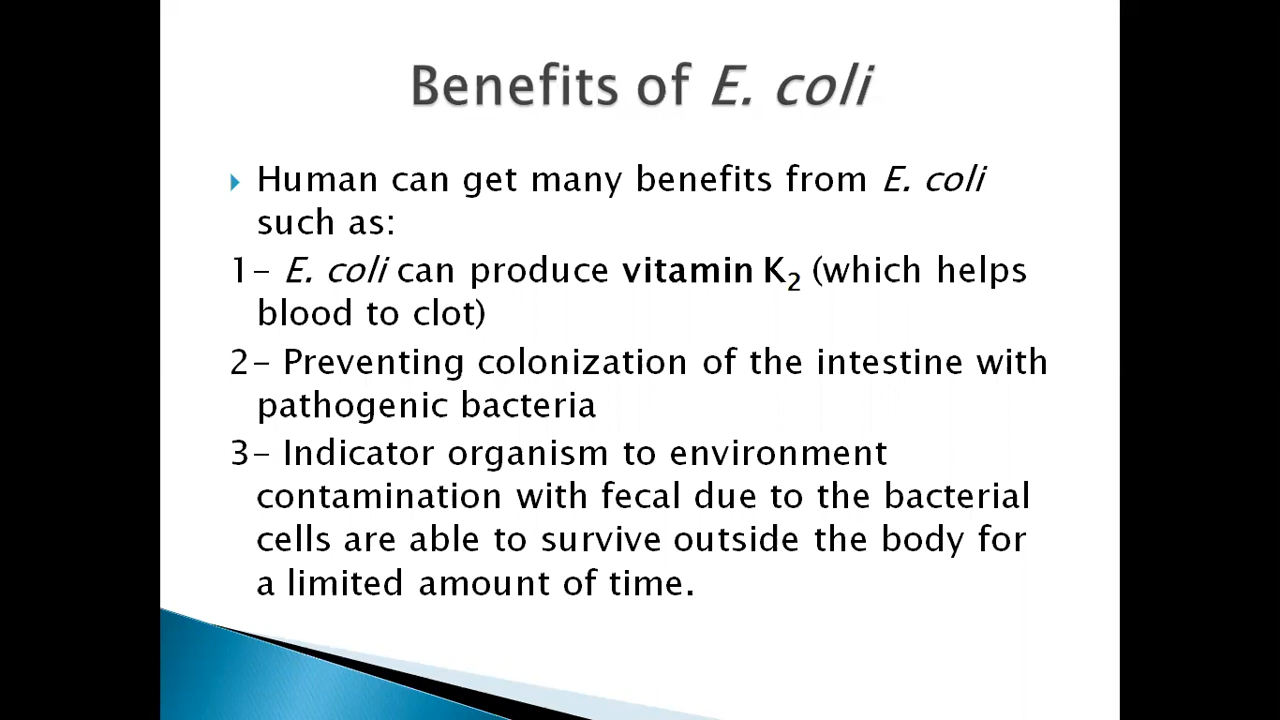 Benefits of E. coli
Human can get many benefits from E. coli
such as:
1- E. coli can produce vitamin K₂ (which helps
blood to clot)
2- Preventing colonization of the intestine with
pathogenic bacteria
3- Indicator organism to environment
contamination with fecal due to the bacterial
cells are able to survive outside the body for
a limited amount of time.